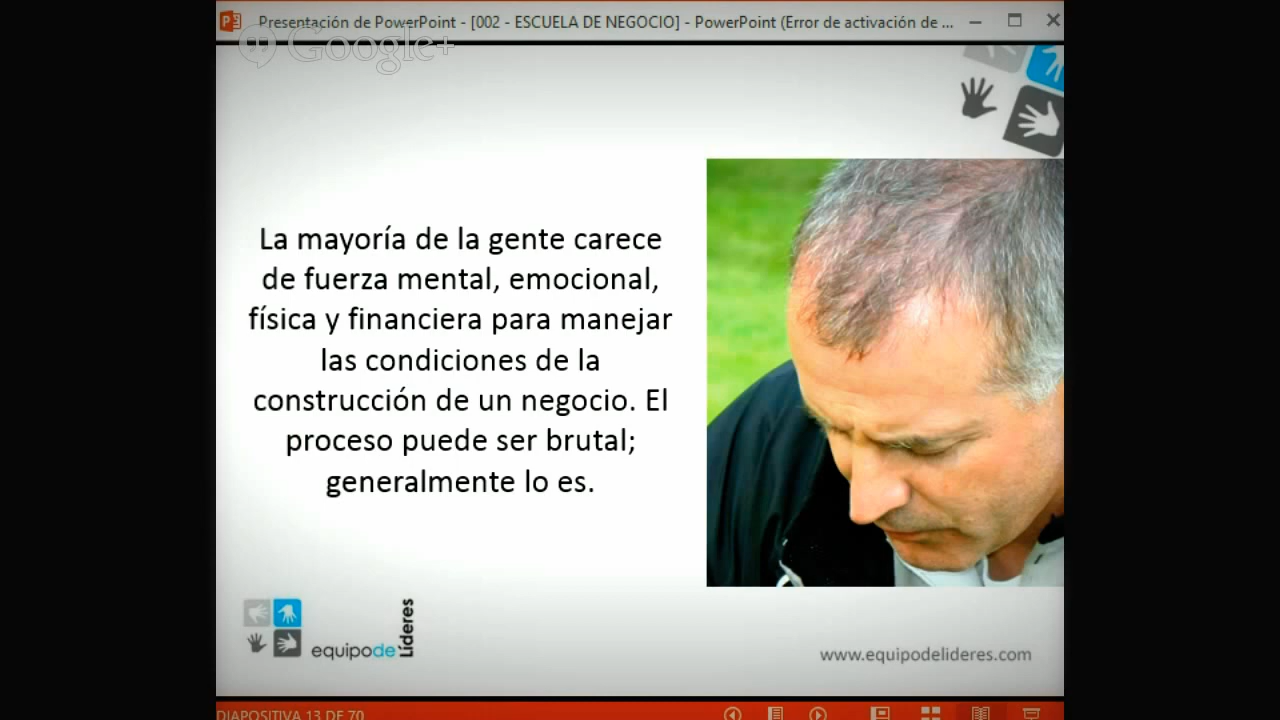 Presentación de PowerPoint - [002 - ESCUELA DE NEGOCIO] - PowerPoint (Error de activación de ...
Google+
La mayoría de la gente carece
de fuerza mental, emocional,
física y financiera para manejar
las condiciones de la
construcción de un negocio. El
proceso puede ser brutal;
generalmente lo es.
equipode Líderes
www.equipodelideres.com
DIAPOSITIVA 13 DE 70